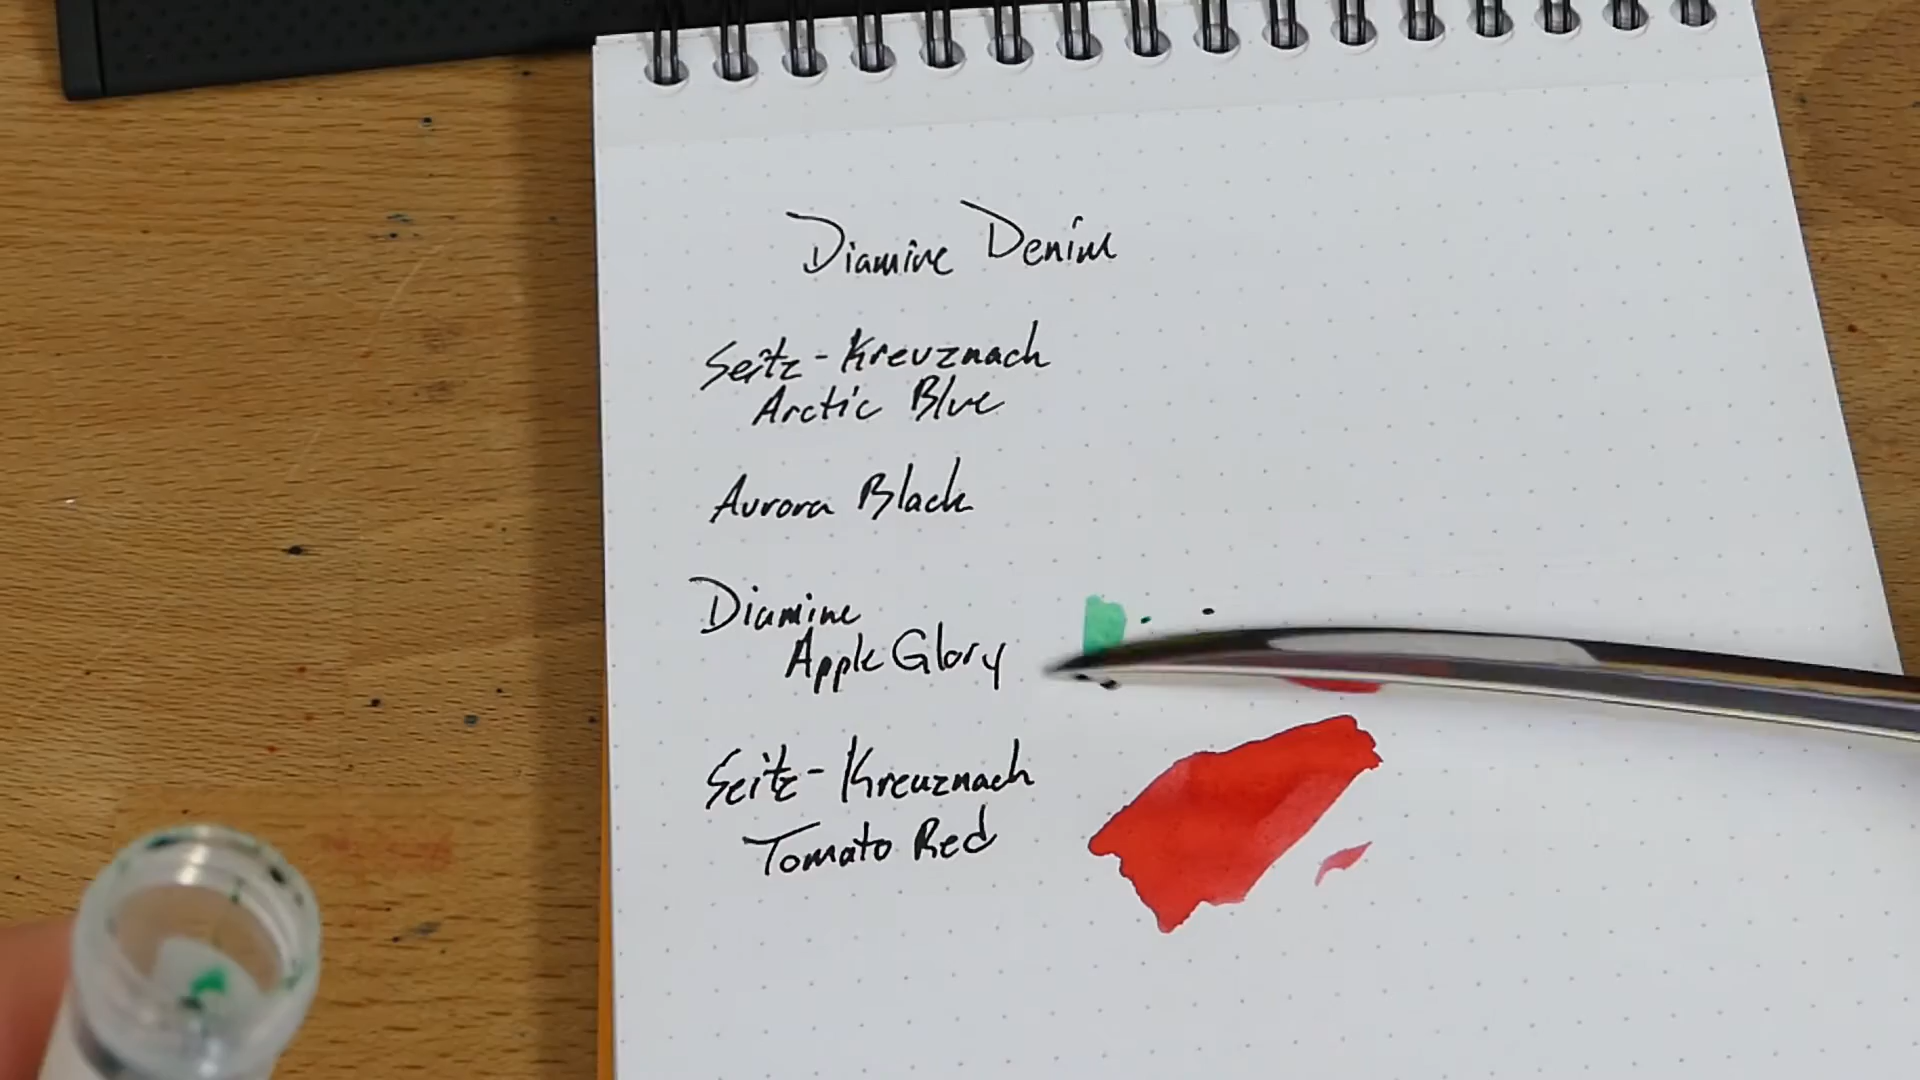 Diamine Denim
Seitz-Kreuznach
Arctic Blue
Aurora Black
Diamine
Apple Glory
Seitz-Kreuznach
Tomato Red